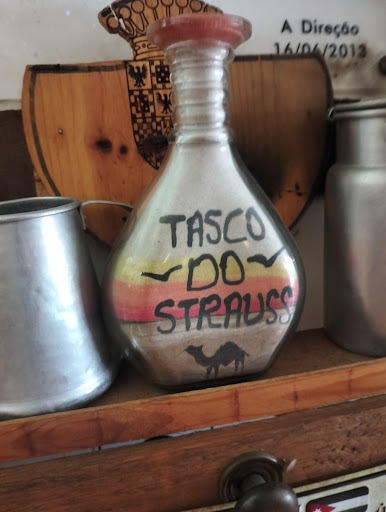 A Direção
16/06/2013
TASCO
DO
STRAUSS